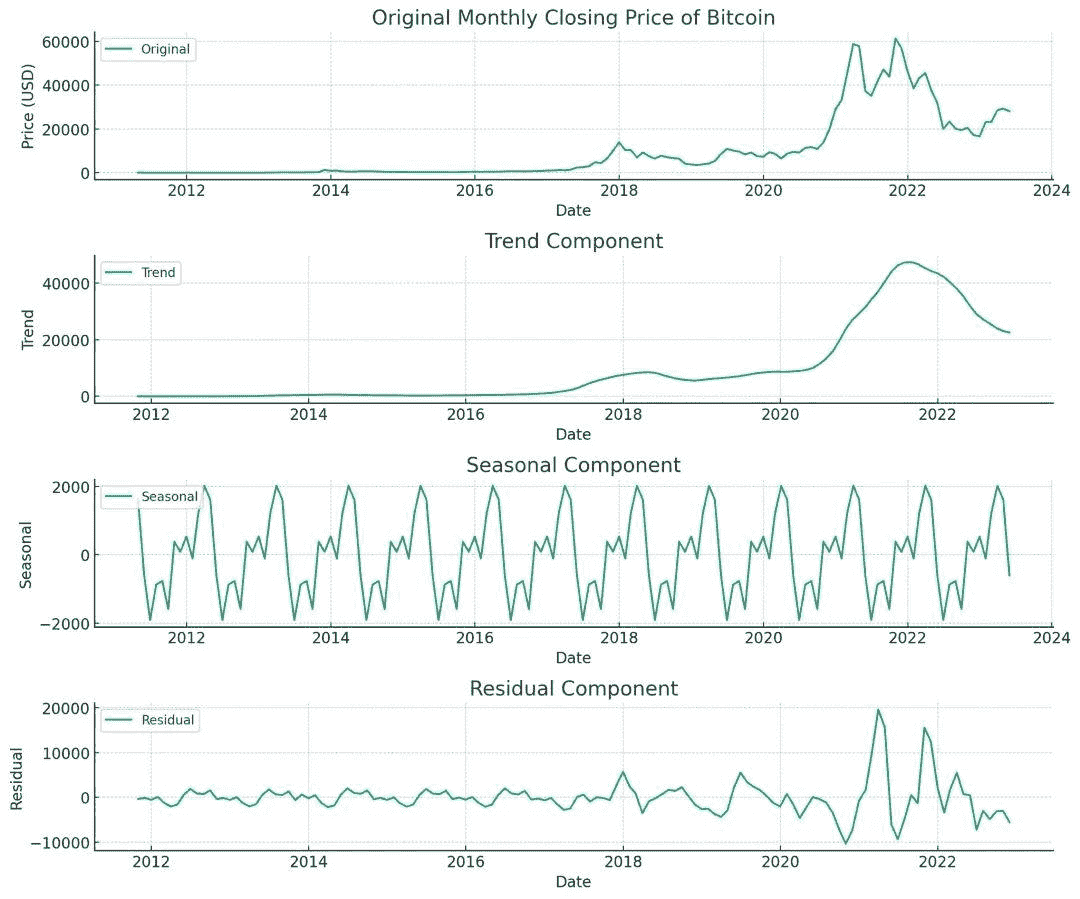 Original Monthly Closing Price of Bitcoin
60000
40000
20000
0
Price (USD)
Original
2012 2014 2016 2018 2020 2022 2024
Date
Trend Component
40000
20000
0
Trend
Trend
2012 2014 2016 2018 2020 2022
Date
Seasonal Component
2000
0
−2000
Seasonal
Seasonal
2012 2014 2016 2018 2020 2022 2024
Date
Residual Component
20000
10000
0
−10000
Residual
Residual
2012 2014 2016 2018 2020 2022
Date